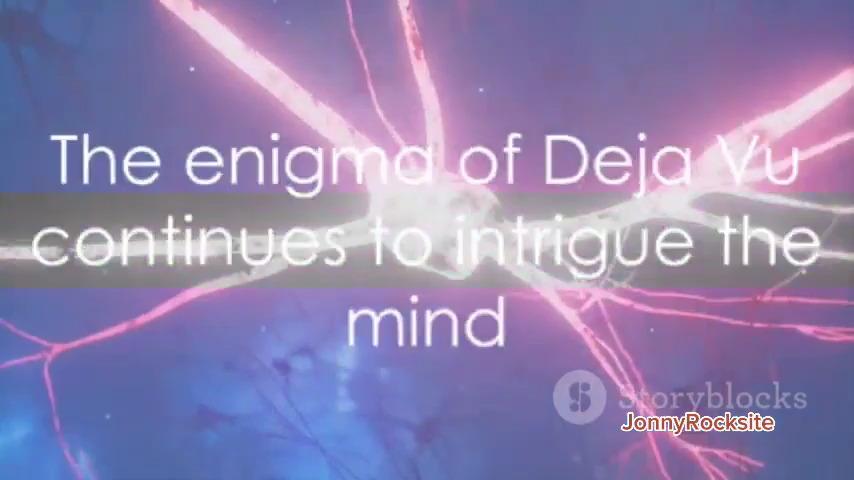 The enigma of Deja Vu
continues to intrigue the
mind
Storyblocks
JonnyRocksite